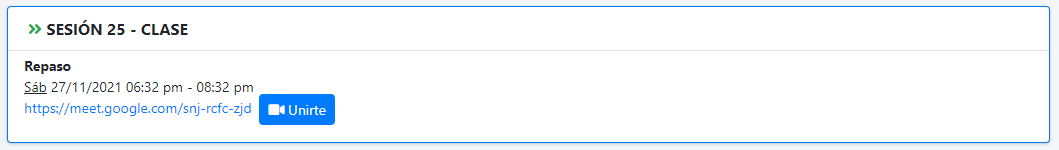 SESIÓN 25 - CLASE
Repaso
Sáb 27/11/2021 06:32 pm - 08:32 pm
https://meet.google.com/snj-rcfc-zjd Unirte